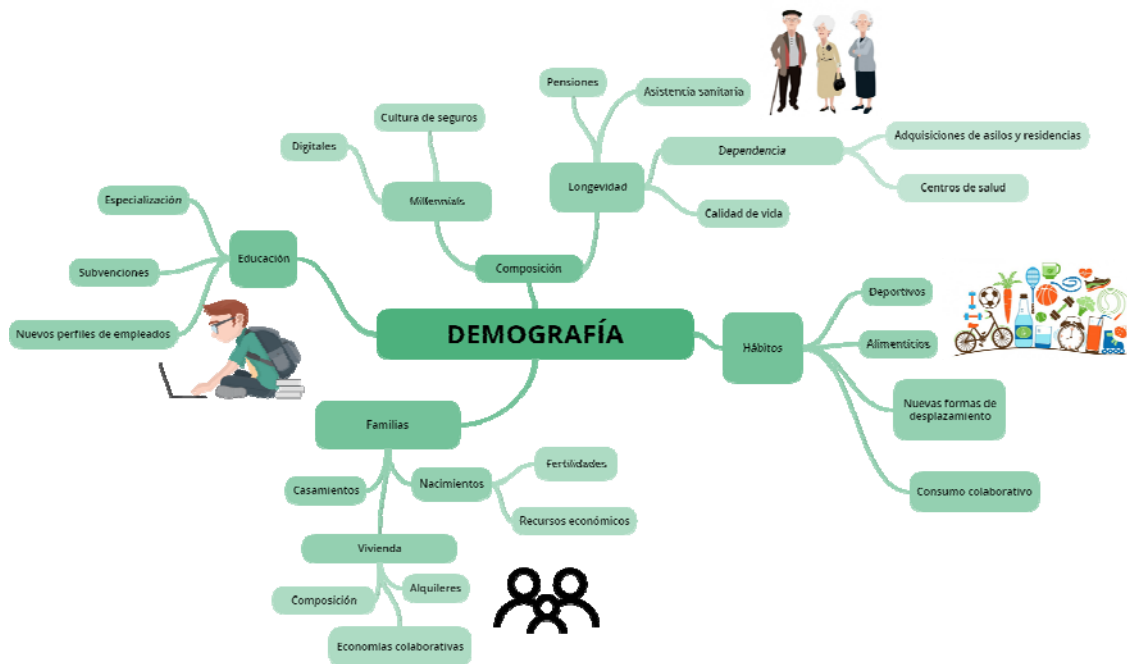 Pensiones
Asistencia sanitaria
Cultura de seguros
Digitales
Dependencia
Adquisiciones de asilos y residencias
Longevidad
Centros de salud
Millennials
Especialización
Calidad de vida
Educación
Composición
Subvenciones
Deportivos
Nuevos perfiles de empleados
DEMOGRAFÍA
Hábitos
Alimenticios
Nuevas formas de
desplazamiento
Familias
Fertilidades
Casamientos
Nacimientos
Consumo colaborativo
Recursos económicos
Vivienda
Alquileres
Composición
Economías colaborativas